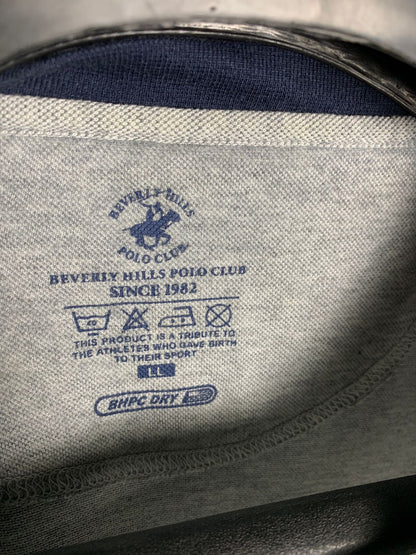 BEVERLY HILLS
POLO CLUB
BEVERLY HILLS POLO CLUB
SINCE 1982
THIS PRODUCT IS A TRIBUTE TO
THE ATHLETES WHO GAVE BIRTH
TO THEIR SPORT
BHPC DRY